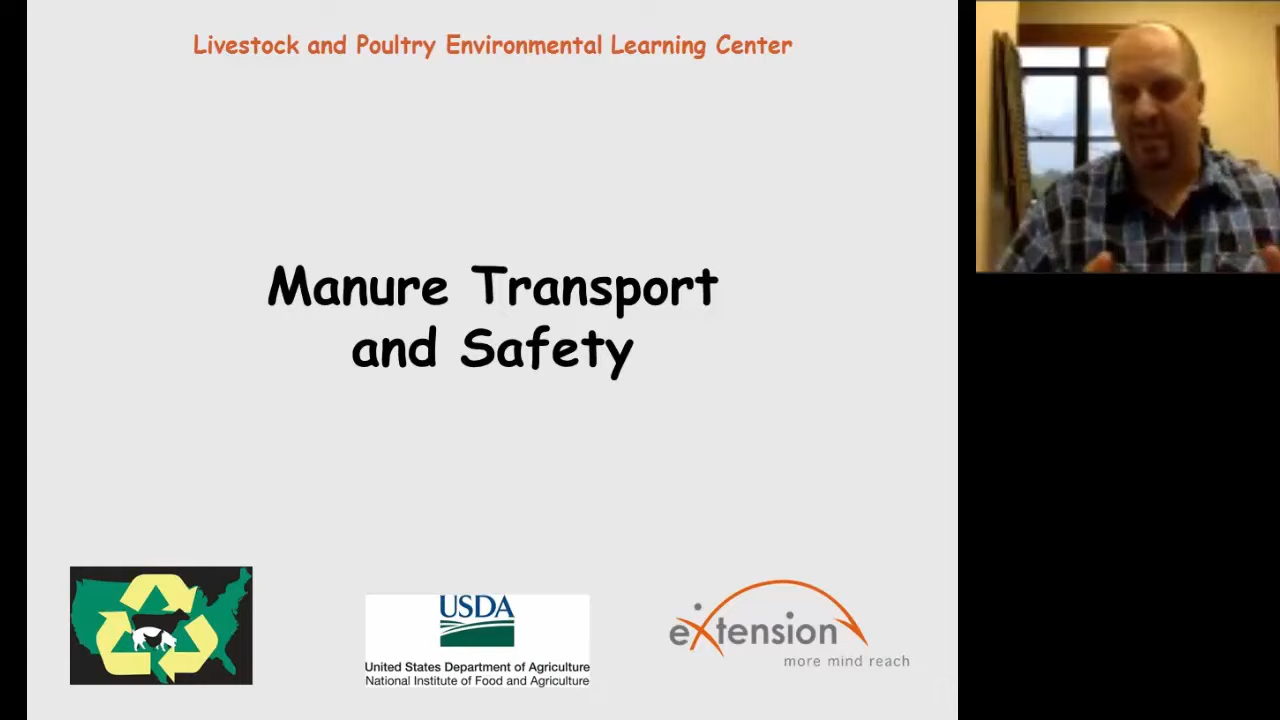 Livestock and Poultry Environmental Learning Center
Manure Transport
and Safety
USDA
United States Department of Agriculture
National Institute of Food and Agriculture
eXtension
more mind reach